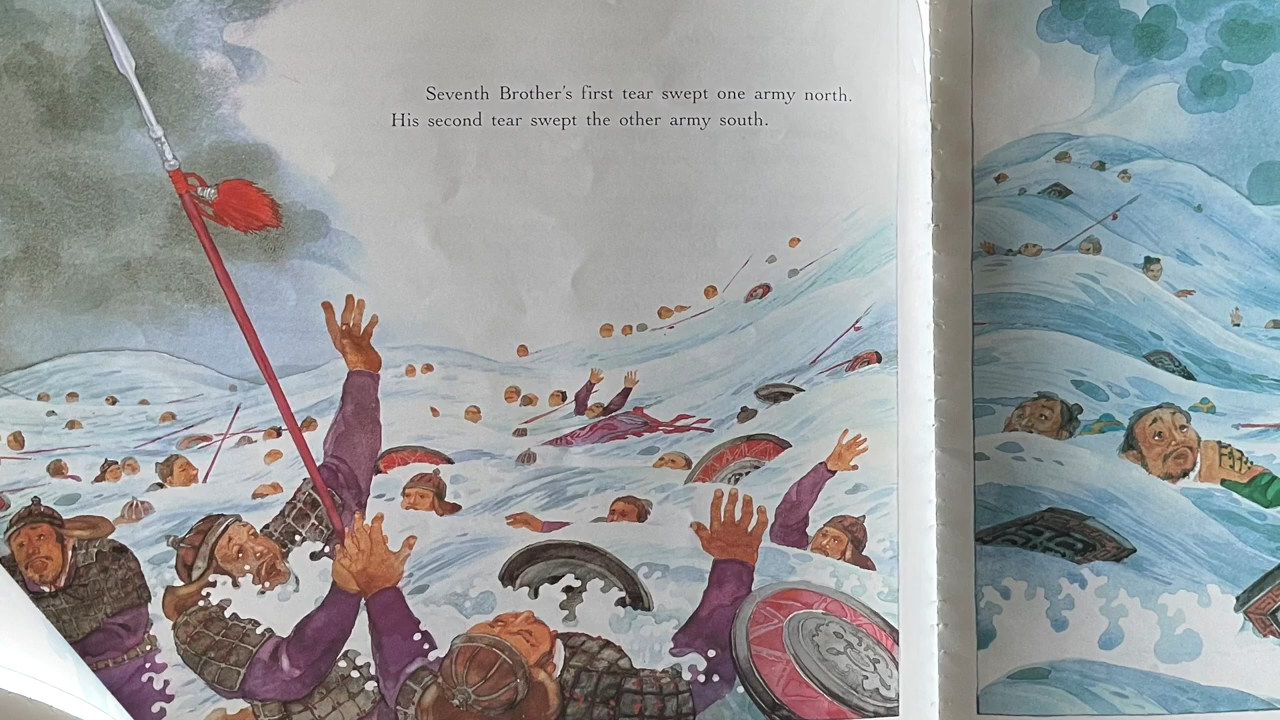 Seventh Brother's first tear swept one army north.
His second tear swept the other army south.